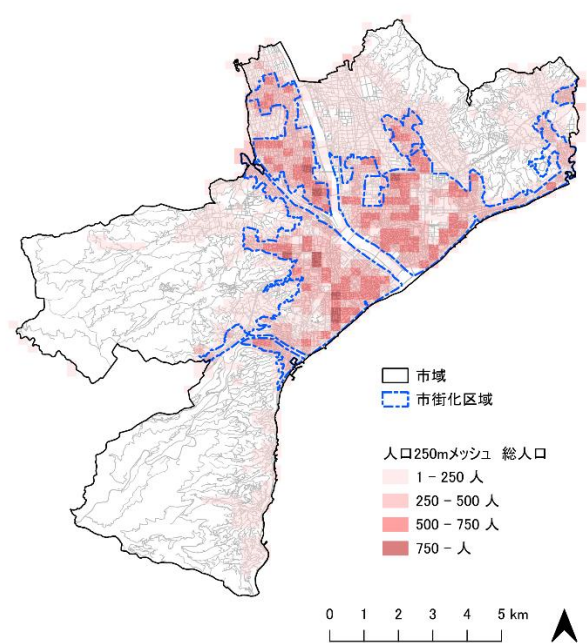 市域
市街化区域
人口250mメッシュ 総人口
1 - 250 人
250 - 500 人
500 - 750 人
750 - 人
0 1 2 3 4 5 km